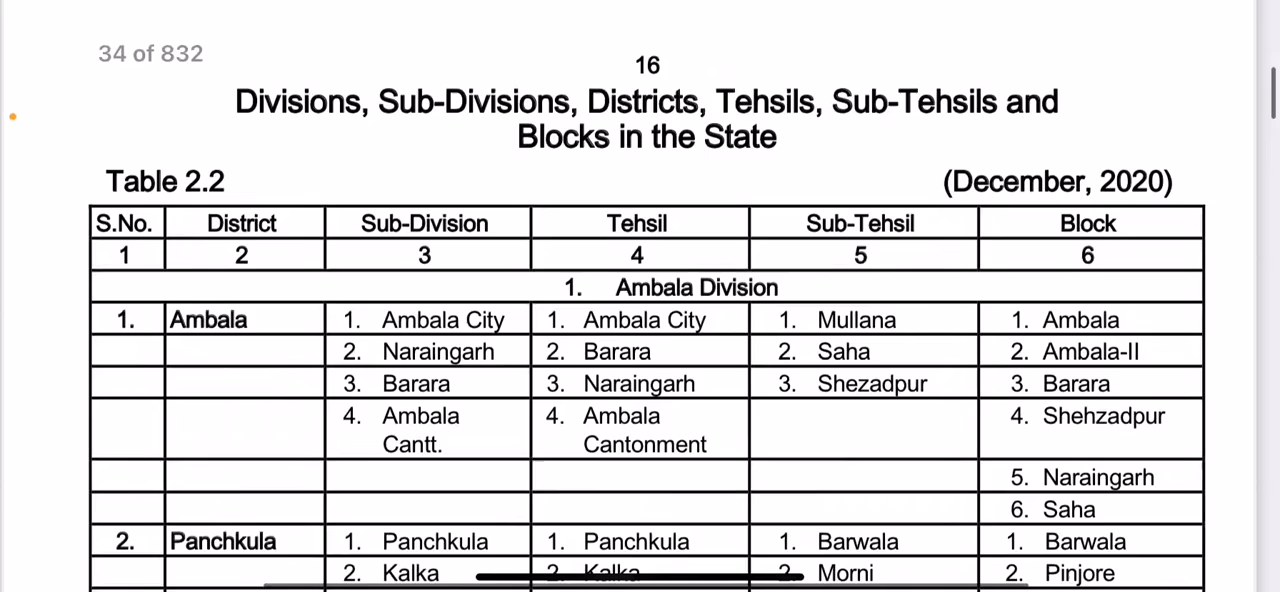 34 of 832
16
Divisions, Sub-Divisions, Districts, Tehsils, Sub-Tehsils and
Blocks in the State
Table 2.2 (December, 2020)
S.No. District Sub-Division Tehsil Sub-Tehsil Block
1 2 3 4 5 6
1. Ambala Division
1. Ambala 1. Ambala City 1. Ambala City 1. Mullana 1. Ambala
2. Naraingarh 2. Barara 2. Saha 2. Ambala-II
3. Barara 3. Naraingarh 3. Shezadpur 3. Barara
4. Ambala 4. Ambala 4. Shehzadpur
Cantt. Cantonment
5. Naraingarh
6. Saha
2. Panchkula 1. Panchkula 1. Panchkula 1. Barwala 1. Barwala
2. Kalka 2. Kalka 2. Morni 2. Pinjore